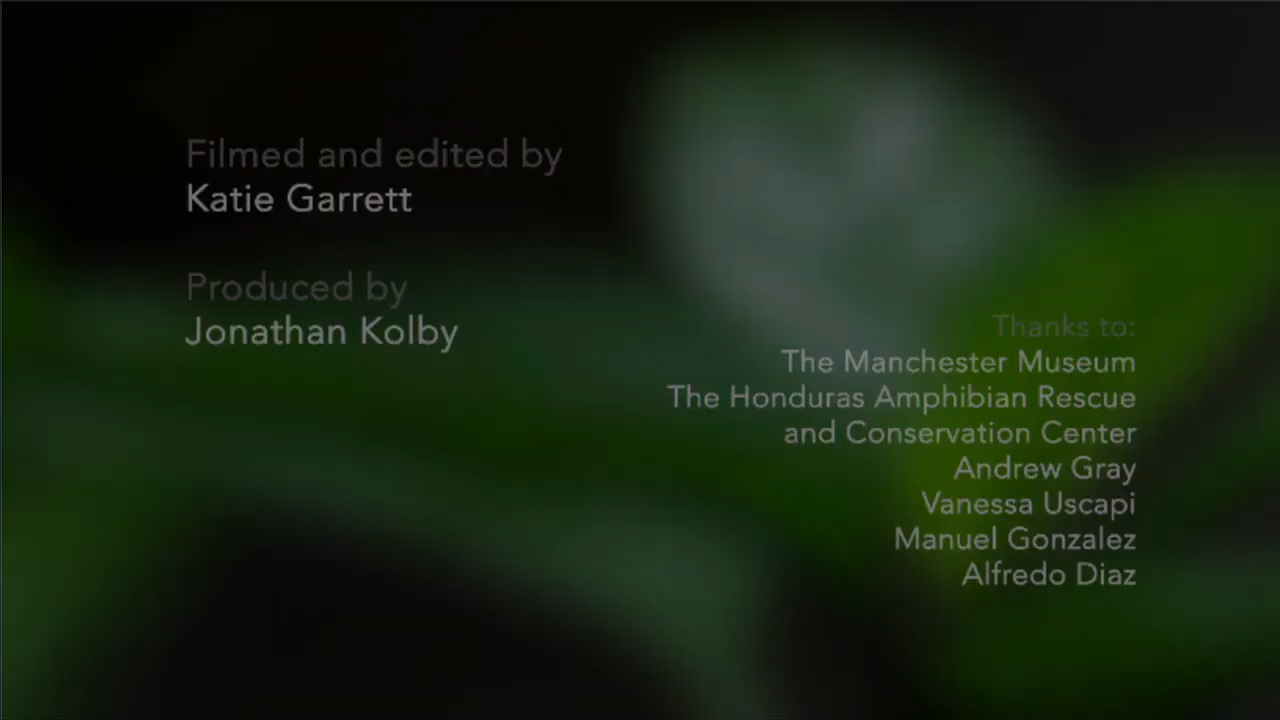 Filmed and edited by
Katie Garrett
Produced by
Jonathan Kolby
Thanks to:
The Manchester Museum
The Honduras Amphibian Rescue
and Conservation Center
Andrew Gray
Vanessa Uscapi
Manuel Gonzalez
Alfredo Diaz